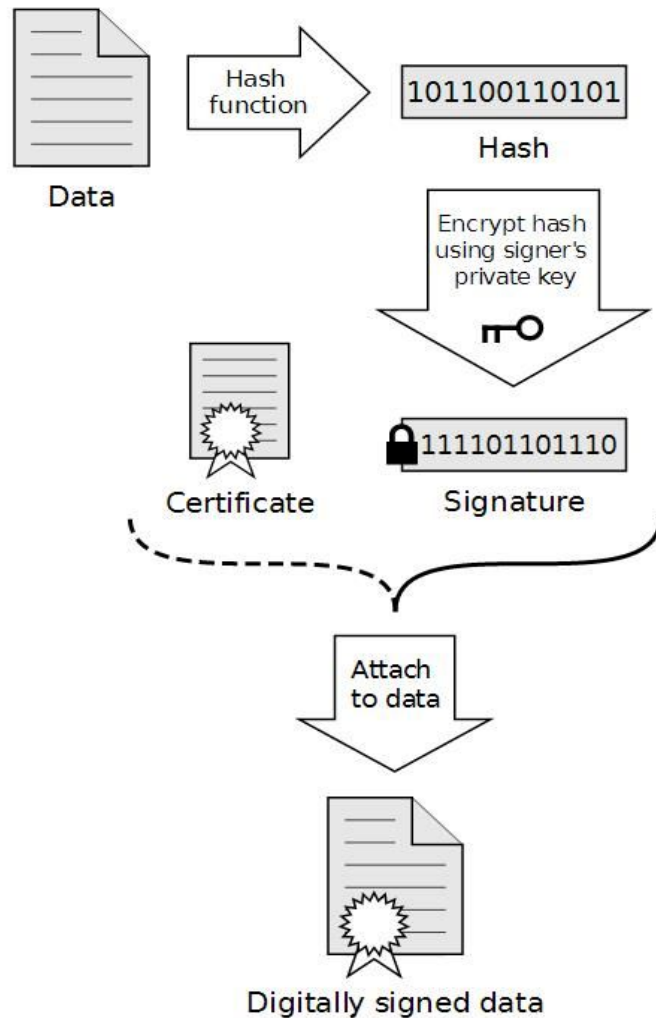 Data
Hash
function
101100110101
Hash
Encrypt hash
using signer's
private key
Certificate
111101101110
Signature
Attach
to data
Digitally signed data